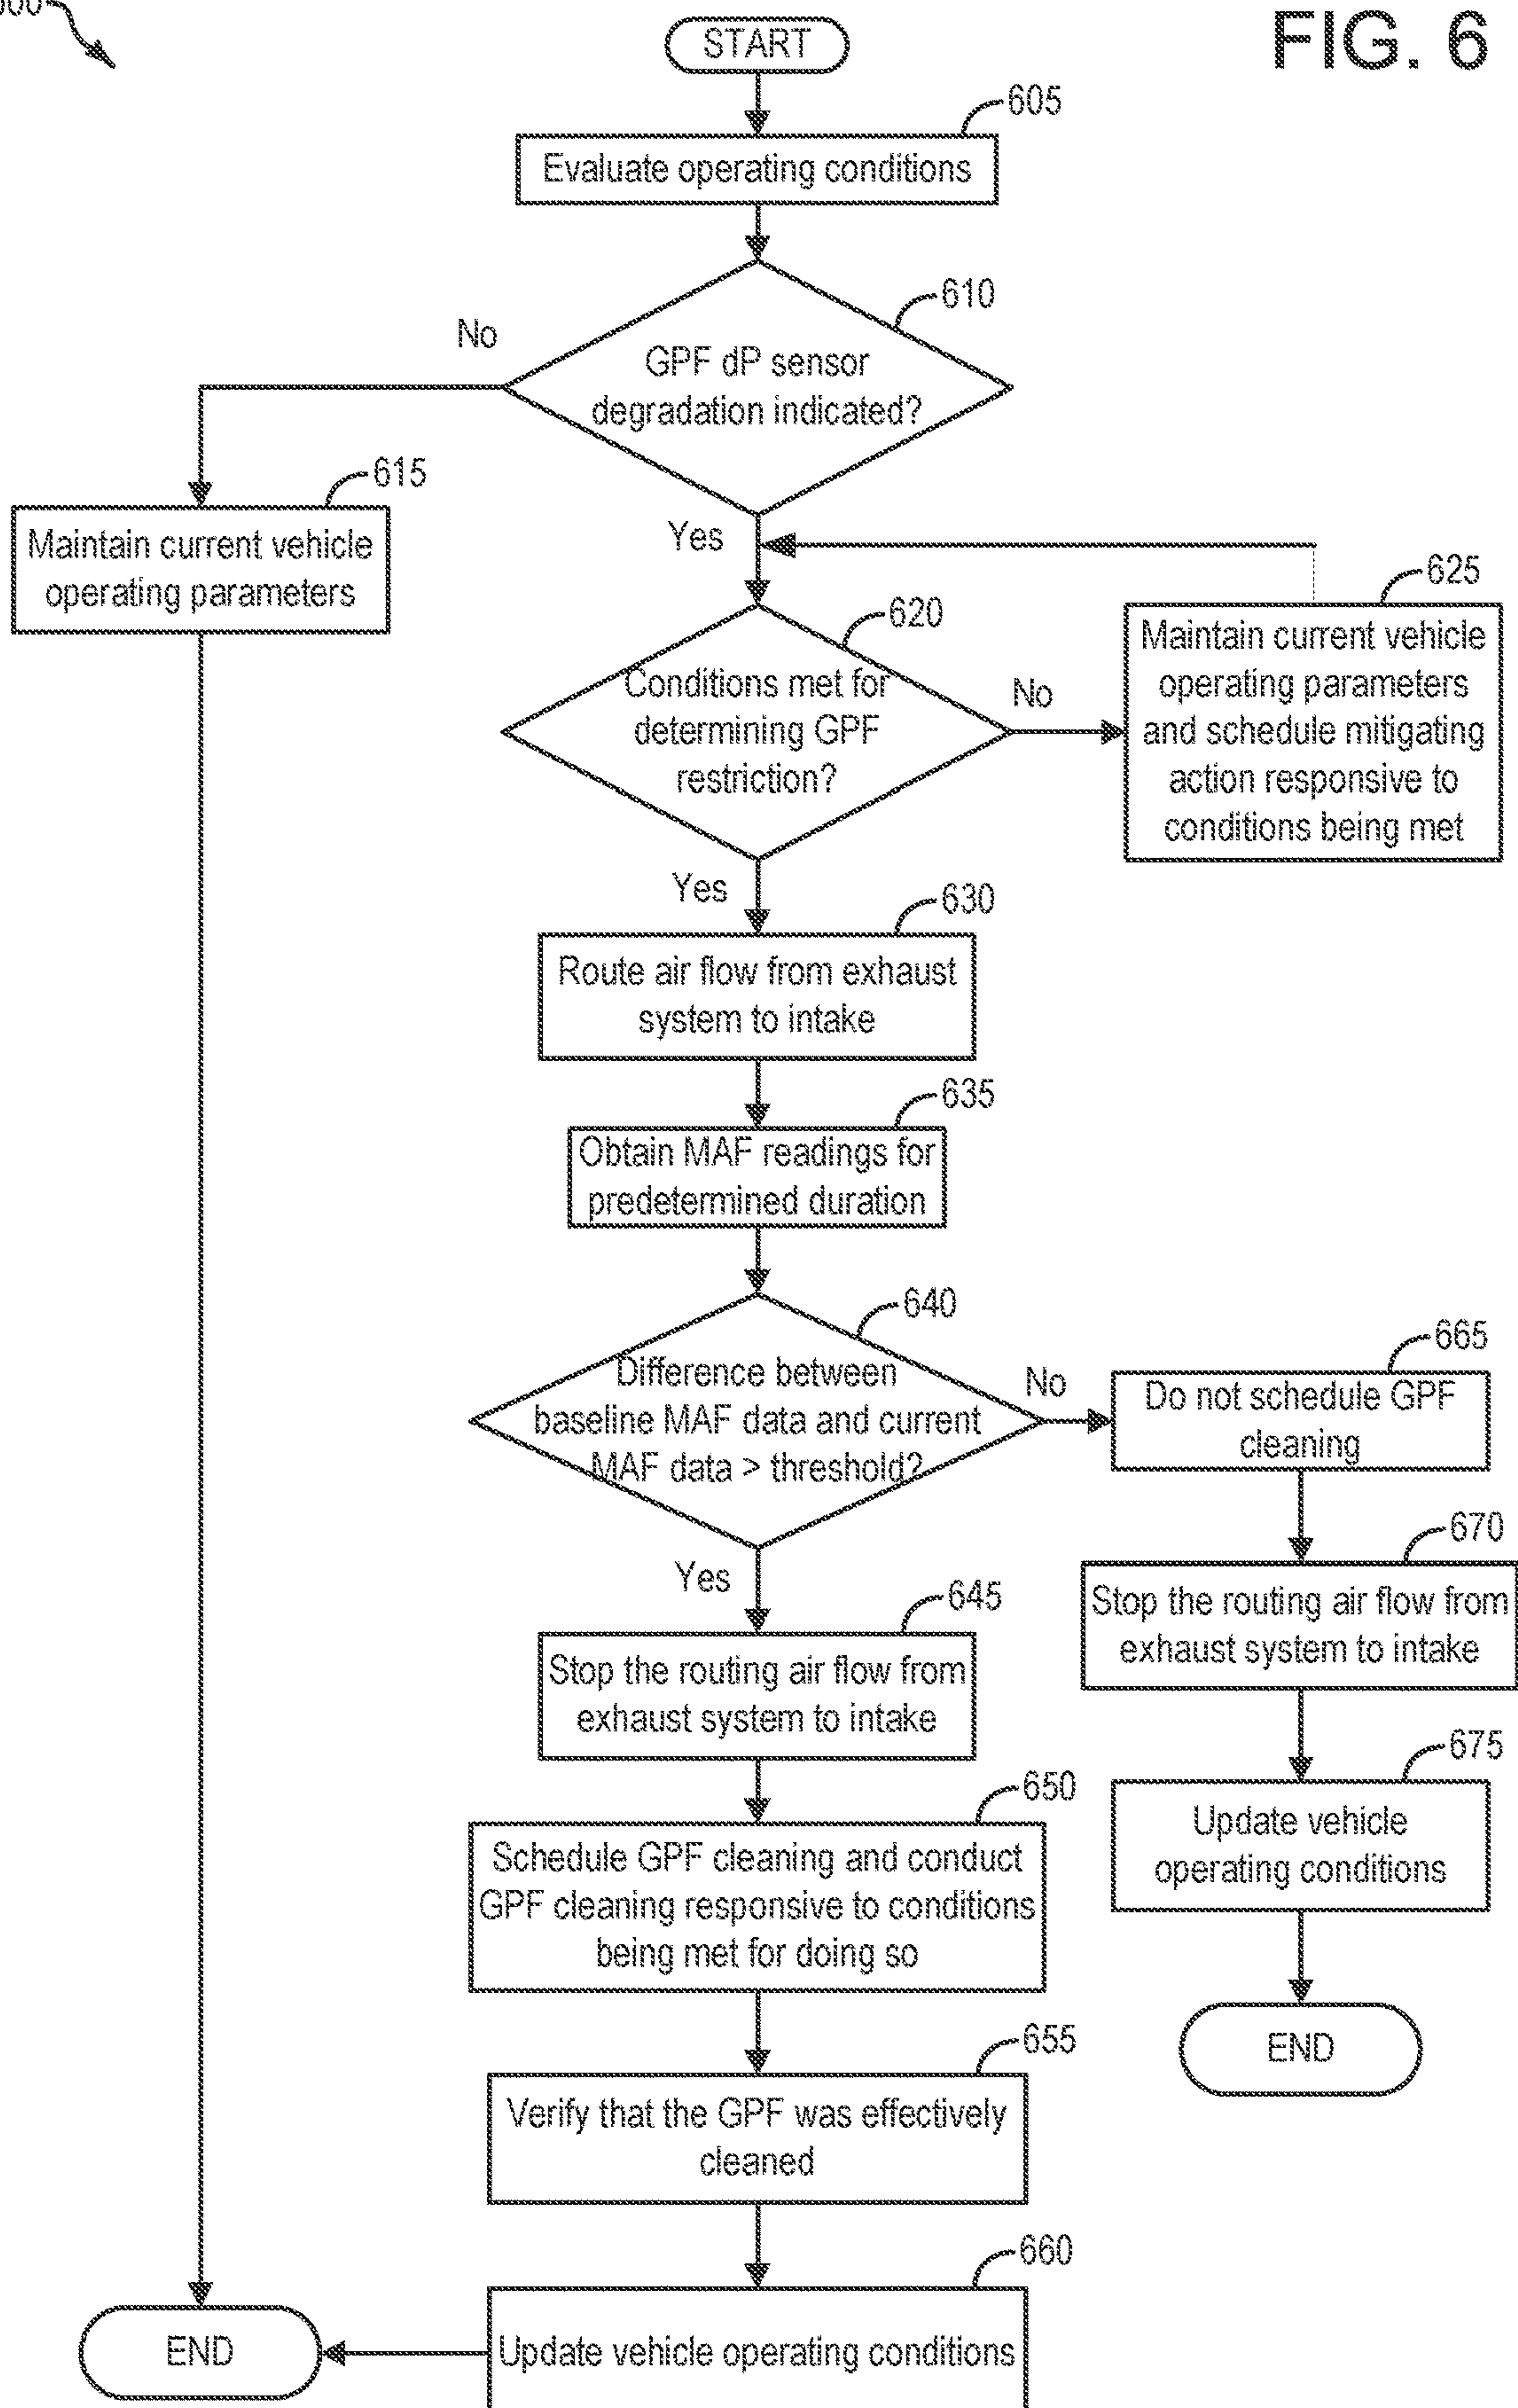 FIG. 6
START
605
Evaluate operating conditions
610
GPF dP sensor
degradation indicated?
No
Yes
615
Maintain current vehicle
operating parameters
620
Conditions met for
determining GPF
restriction?
No
Yes
625
Maintain current vehicle
operating parameters
and schedule mitigating
action responsive to
conditions being met
630
Route air flow from exhaust
system to intake
635
Obtain MAF readings for
predetermined duration
640
Difference between
baseline MAF data and current
MAF data > threshold?
No
Yes
665
Do not schedule GPF
cleaning
670
Stop the routing air flow from
exhaust system to intake
675
Update vehicle
operating conditions
END
645
Stop the routing air flow from
exhaust system to intake
650
Schedule GPF cleaning and conduct
GPF cleaning responsive to conditions
being met for doing so
655
Verify that the GPF was effectively
cleaned
660
Update vehicle operating conditions
END